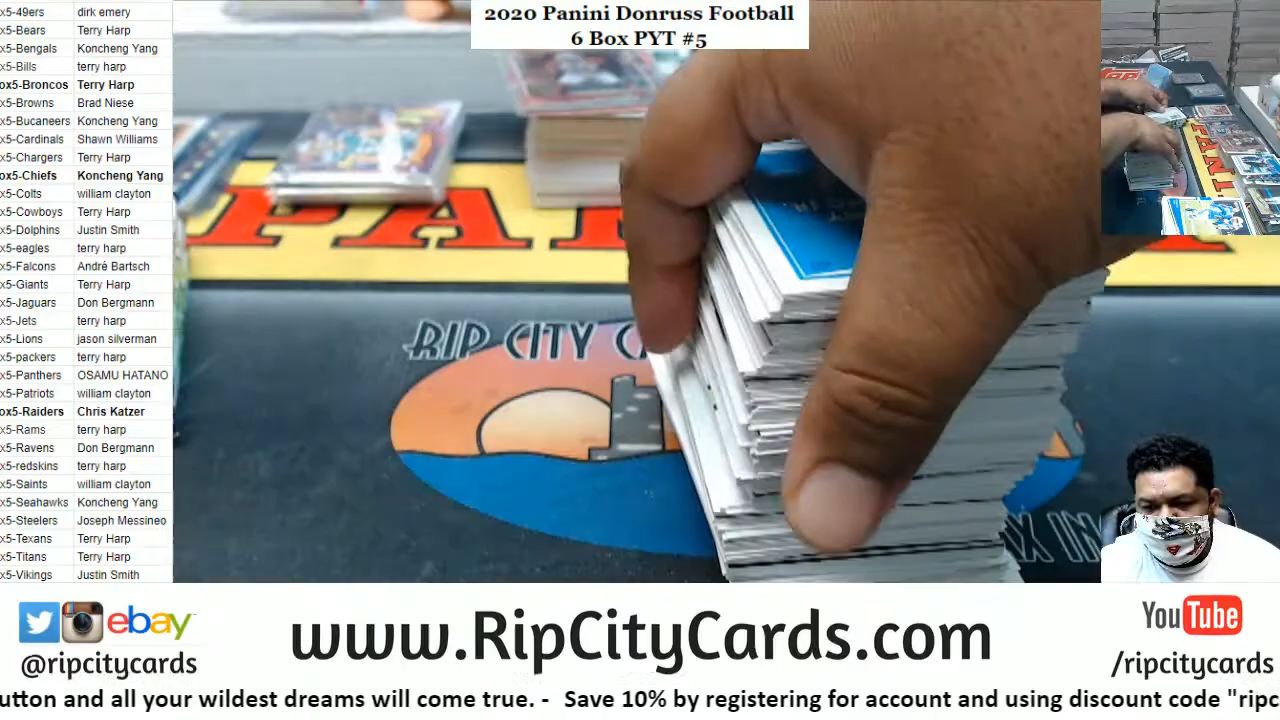 2020 Panini Donruss Football
6 Box PYT #5
x5-49ers dirk emery
x5-Bears Terry Harp
x5-Bengals Koncheng Yang
x5-Bills terry harp
ox5-Broncos Terry Harp
x5-Browns Brad Niese
x5-Bucaneers Koncheng Yang
x5-Cardinals Shawn Williams
x5-Chargers Terry Harp
ox5-Chiefs Koncheng Yang
x5-Colts william clayton
x5-Cowboys Terry Harp
x5-Dolphins Justin Smith
x5-eagles terry harp
x5-Falcons André Bartsch
x5-Giants Terry Harp
x5-Jaguars Don Bergmann
x5-Jets terry harp
x5-Lions jason silverman
x5-packers terry harp
x5-Panthers OSAMU HATANO
x5-Patriots william clayton
ox5-Raiders Chris Katzer
x5-Rams terry harp
x5-Ravens Don Bergmann
x5-redskins terry harp
x5-Saints william clayton
x5-Seahawks Koncheng Yang
x5-Steelers Joseph Messineo
x5-Texans Terry Harp
x5-Titans Terry Harp
x5-Vikings Justin Smith
PANI
RIP CITY C
AX IN
ebay
@ripcitycards
www.RipCityCards.com
YouTube
/ripcitycards
utton and all your wildest dreams will come true. - Save 10% by registering for account and using discount code "ripc